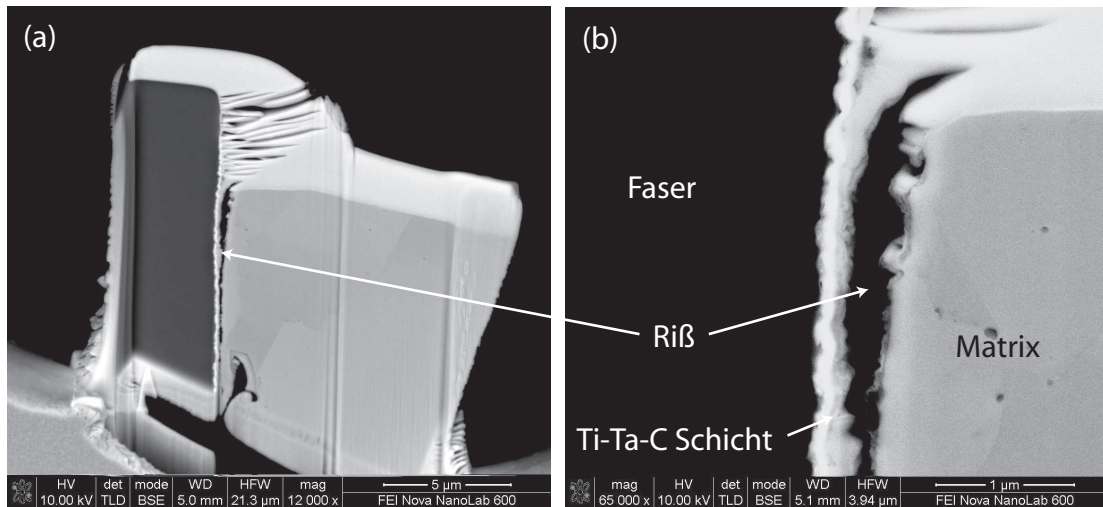 (a)
(b)
Faser
Riß
Matrix
Ti-Ta-C Schicht
HV det mode WD HFW mag 5 µm
10.00 kV TLD BSE 5.0 mm 21.3 µm 12 000 x FEI Nova NanoLab 600
mag HV det mode WD HFW 1 µm
65 000 x 10.00 kV TLD BSE 5.1 mm 3.94 µm FEI Nova NanoLab 600